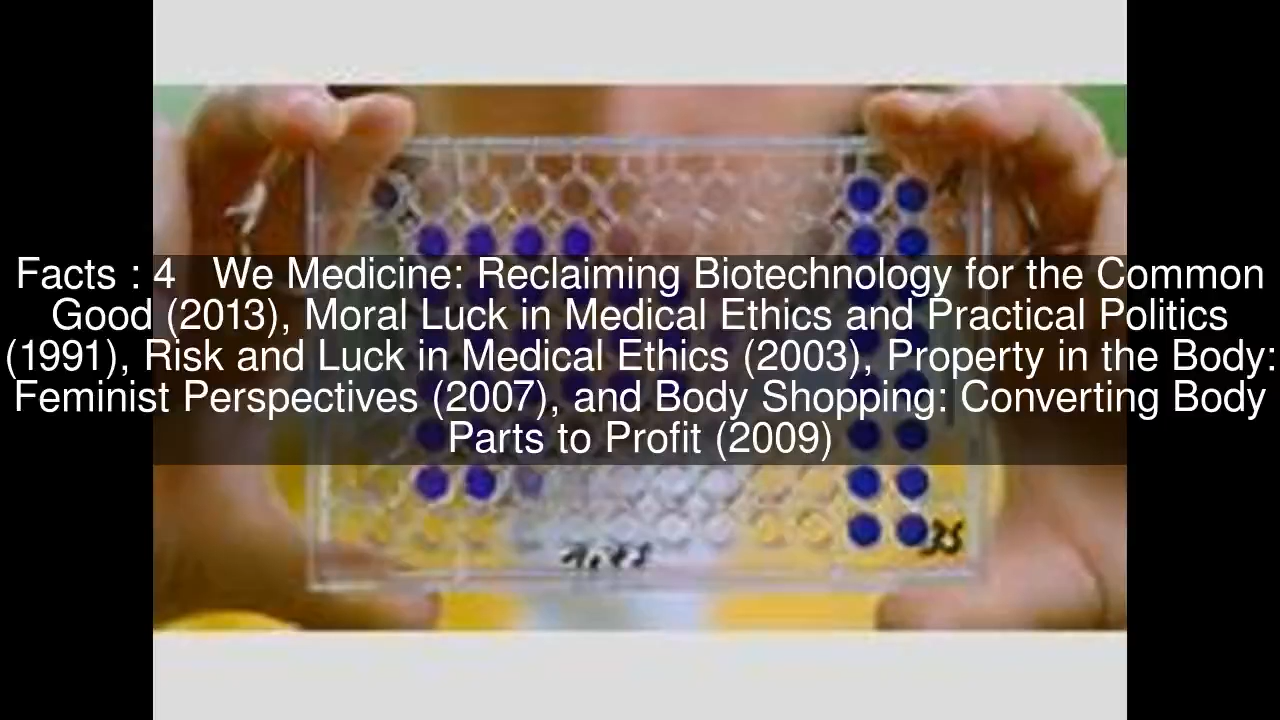 Facts : 4   We Medicine: Reclaiming Biotechnology for the Common
Good (2013), Moral Luck in Medical Ethics and Practical Politics
(1991), Risk and Luck in Medical Ethics (2003), Property in the Body:
Feminist Perspectives (2007), and Body Shopping: Converting Body
Parts to Profit (2009)
35